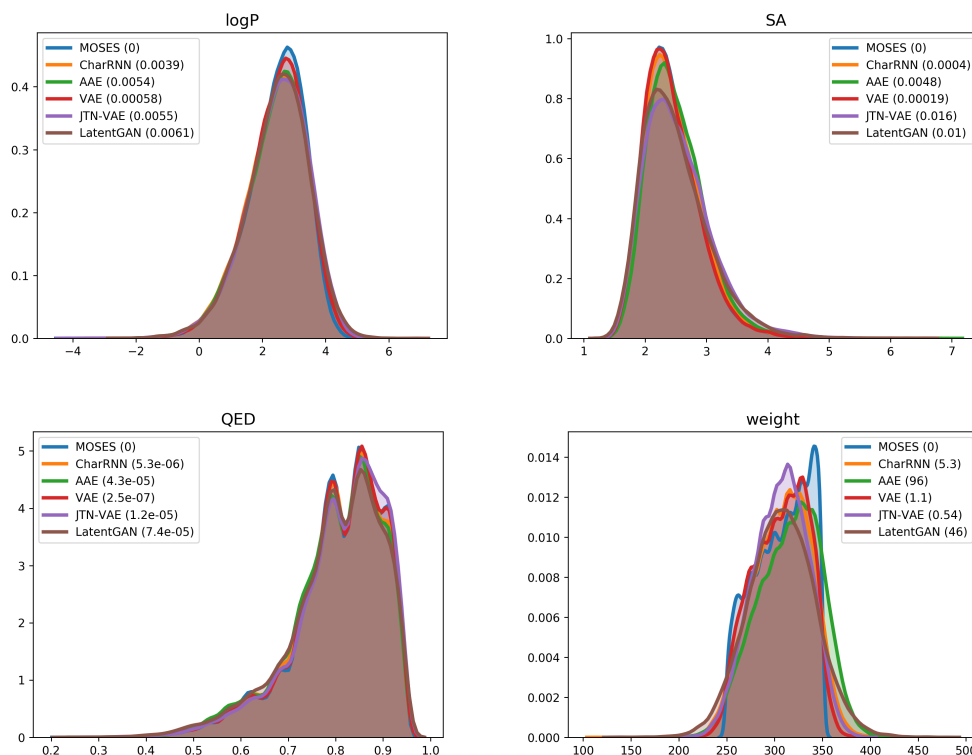 logP
MOSES (0)
CharRNN (0.0039)
AAE (0.0054)
VAE (0.00058)
JTN-VAE (0.0055)
LatentGAN (0.0061)
0.4
0.3
0.2
0.1
0.0
−4 −2 0 2 4 6
SA
MOSES (0)
CharRNN (0.0004)
AAE (0.0048)
VAE (0.00019)
JTN-VAE (0.016)
LatentGAN (0.01)
1.0
0.8
0.6
0.4
0.2
0.0
1 2 3 4 5 6 7
QED
MOSES (0)
CharRNN (5.3e-06)
AAE (4.3e-05)
VAE (2.5e-07)
JTN-VAE (1.2e-05)
LatentGAN (7.4e-05)
5
4
3
2
1
0
0.2 0.3 0.4 0.5 0.6 0.7 0.8 0.9 1.0
weight
MOSES (0)
CharRNN (5.3)
AAE (96)
VAE (1.1)
JTN-VAE (0.54)
LatentGAN (46)
0.014
0.012
0.010
0.008
0.006
0.004
0.002
0.000
100 150 200 250 300 350 400 450 500